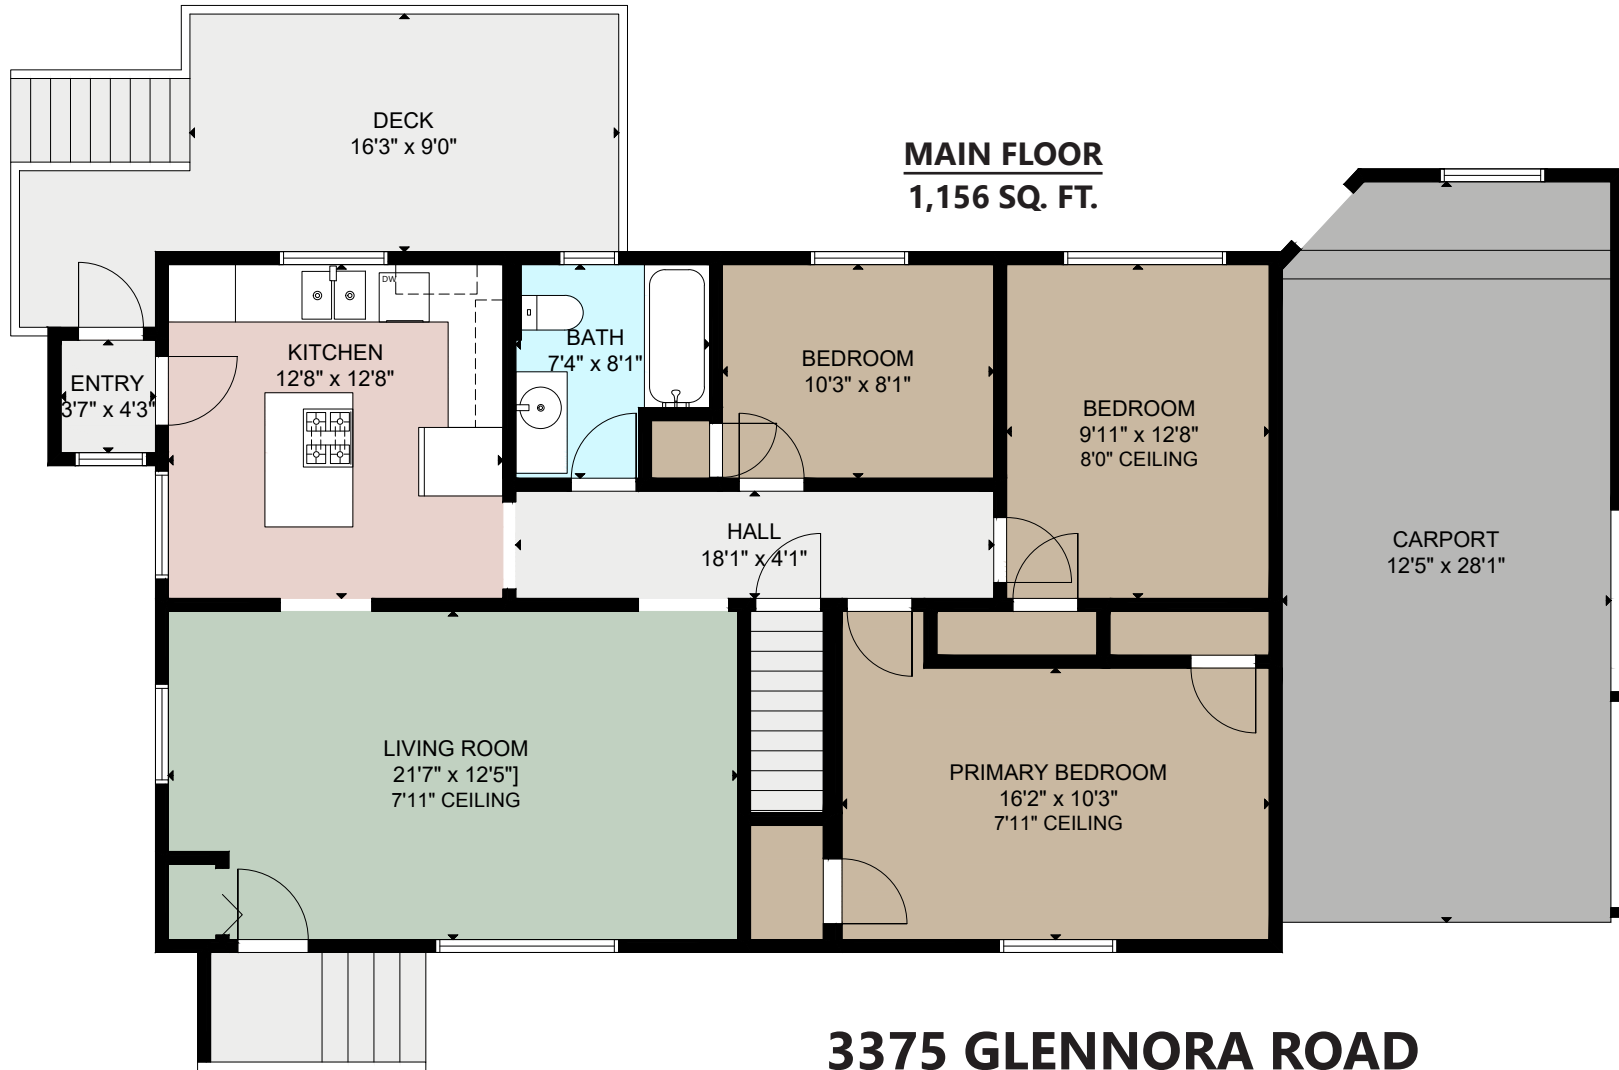 DECK
16'3" x 9'0"
MAIN FLOOR
1,156 SQ. FT.
DW
KITCHEN
12'8" x 12'8"
BATH
7'4" x 8'1"
BEDROOM
10'3" x 8'1"
ENTRY
3'7" x 4'3"
BEDROOM
9'11" x 12'8"
8'0" CEILING
HALL
18'1" x 4'1"
CARPORT
12'5" x 28'1"
LIVING ROOM
21'7" x 12'5"]
7'11" CEILING
PRIMARY BEDROOM
16'2" x 10'3"
7'11" CEILING
3375 GLENNORA ROAD